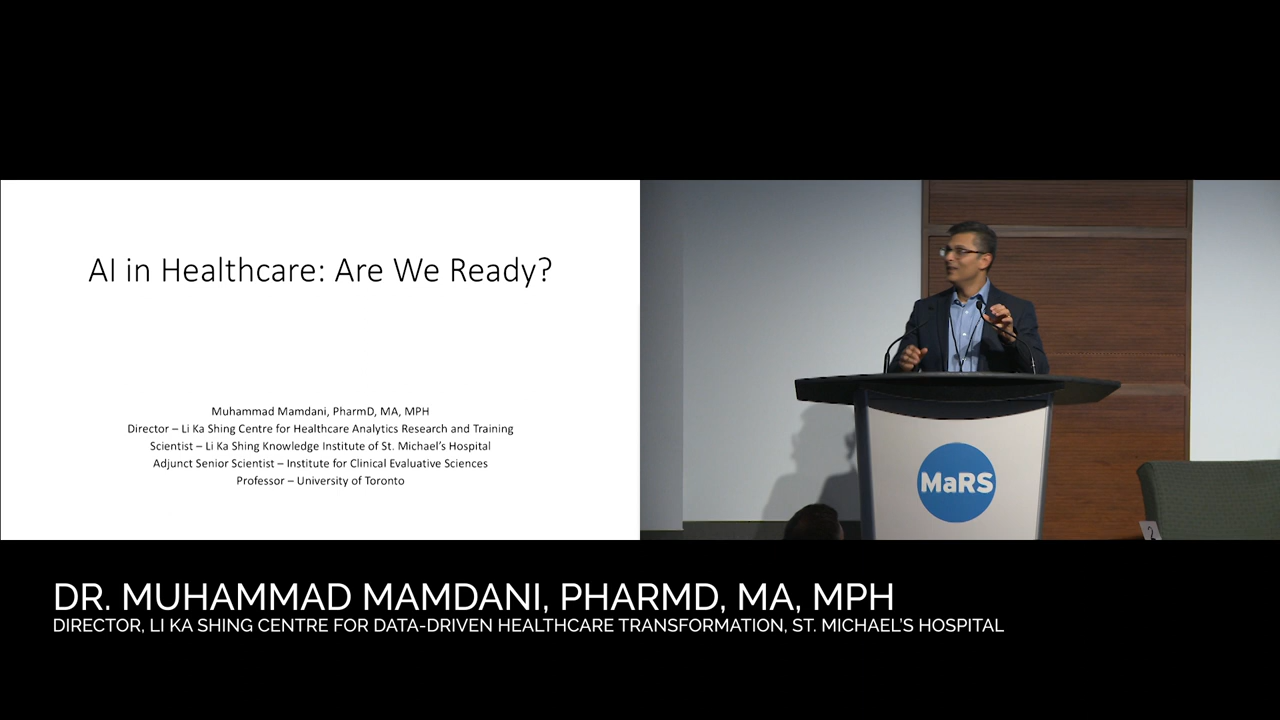 AI in Healthcare: Are We Ready?
Muhammad Mamdani, PharmD, MA, MPH
Director – Li Ka Shing Centre for Healthcare Analytics Research and Training
Scientist – Li Ka Shing Knowledge Institute of St. Michael's Hospital
Adjunct Senior Scientist – Institute for Clinical Evaluative Sciences
Professor – University of Toronto
MaRS
2
DR. MUHAMMAD MAMDANI, PHARMD, MA, MPH
DIRECTOR, LI KA SHING CENTRE FOR DATA-DRIVEN HEALTHCARE TRANSFORMATION, ST. MICHAEL'S HOSPITAL